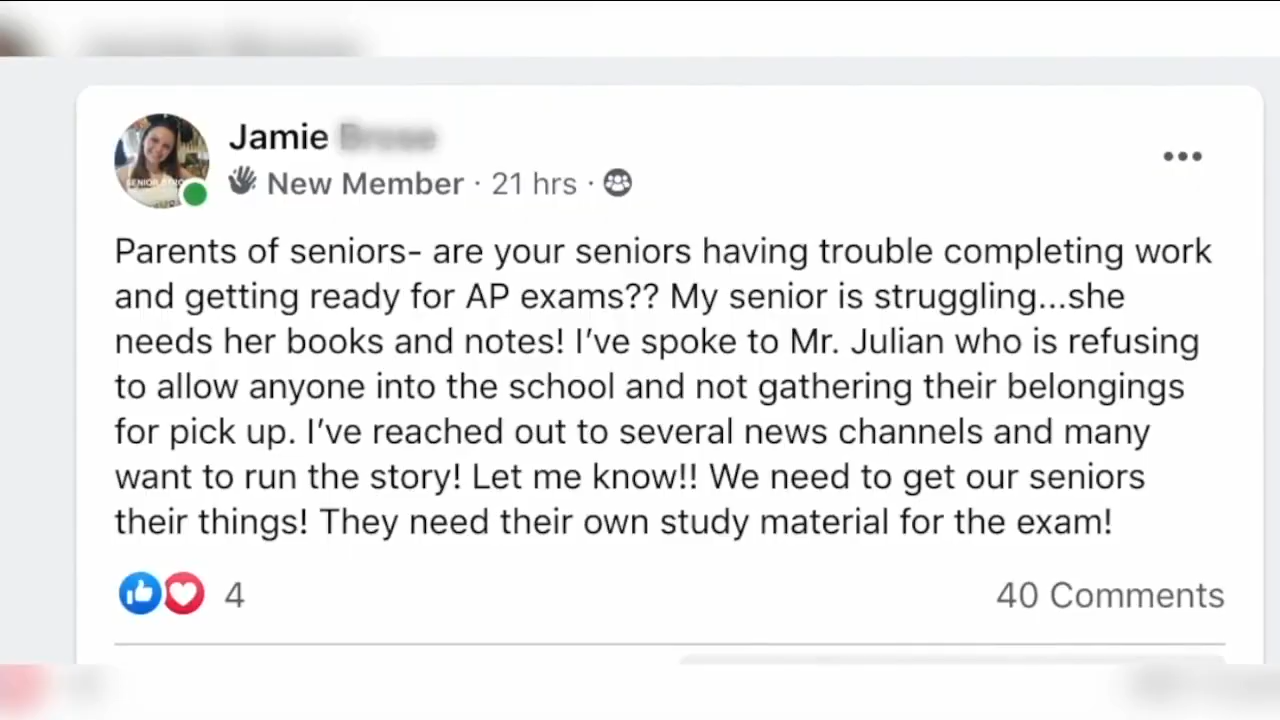 Jamie
New Member · 21 hrs ·
Parents of seniors- are your seniors having trouble completing work
and getting ready for AP exams?? My senior is struggling...she
needs her books and notes! I’ve spoke to Mr. Julian who is refusing
to allow anyone into the school and not gathering their belongings
for pick up. I’ve reached out to several news channels and many
want to run the story! Let me know!! We need to get our seniors
their things! They need their own study material for the exam!
4
40 Comments